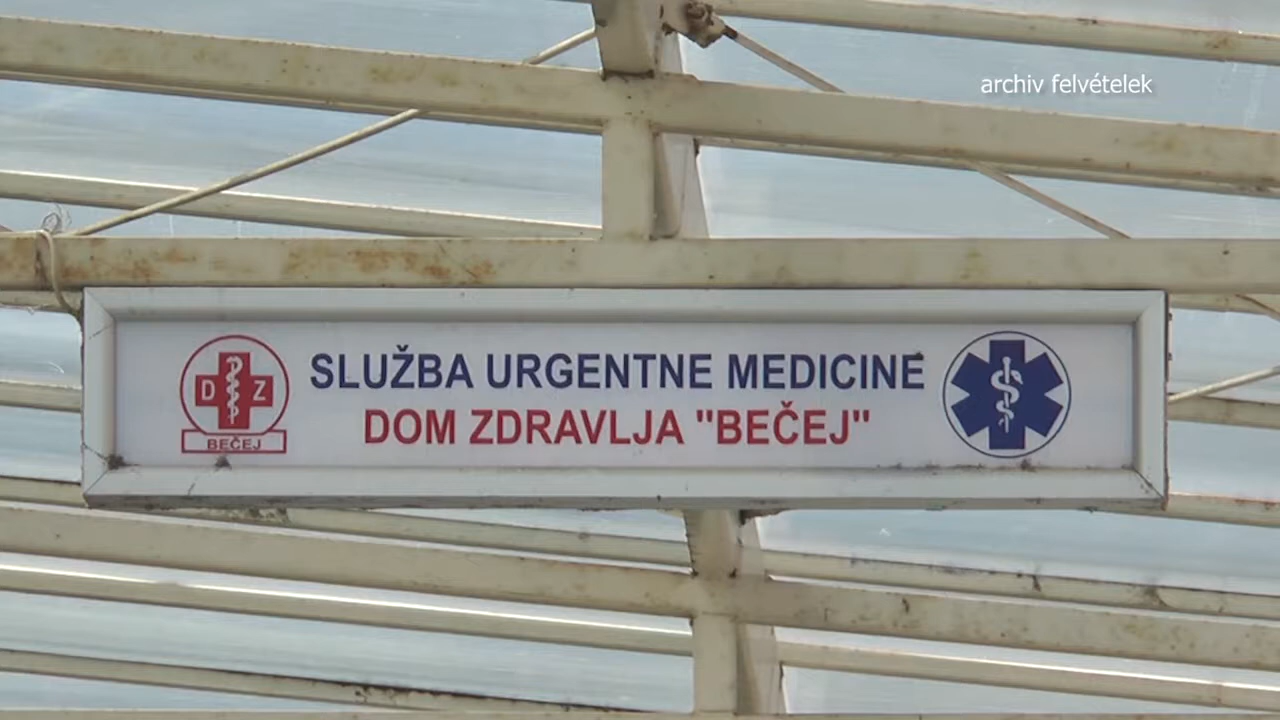 archiv felvételek
SLUŽBA URGENTNE MEDICINE
DOM ZDRAVLJA "BEČEJ"
D Z
BEČEJ